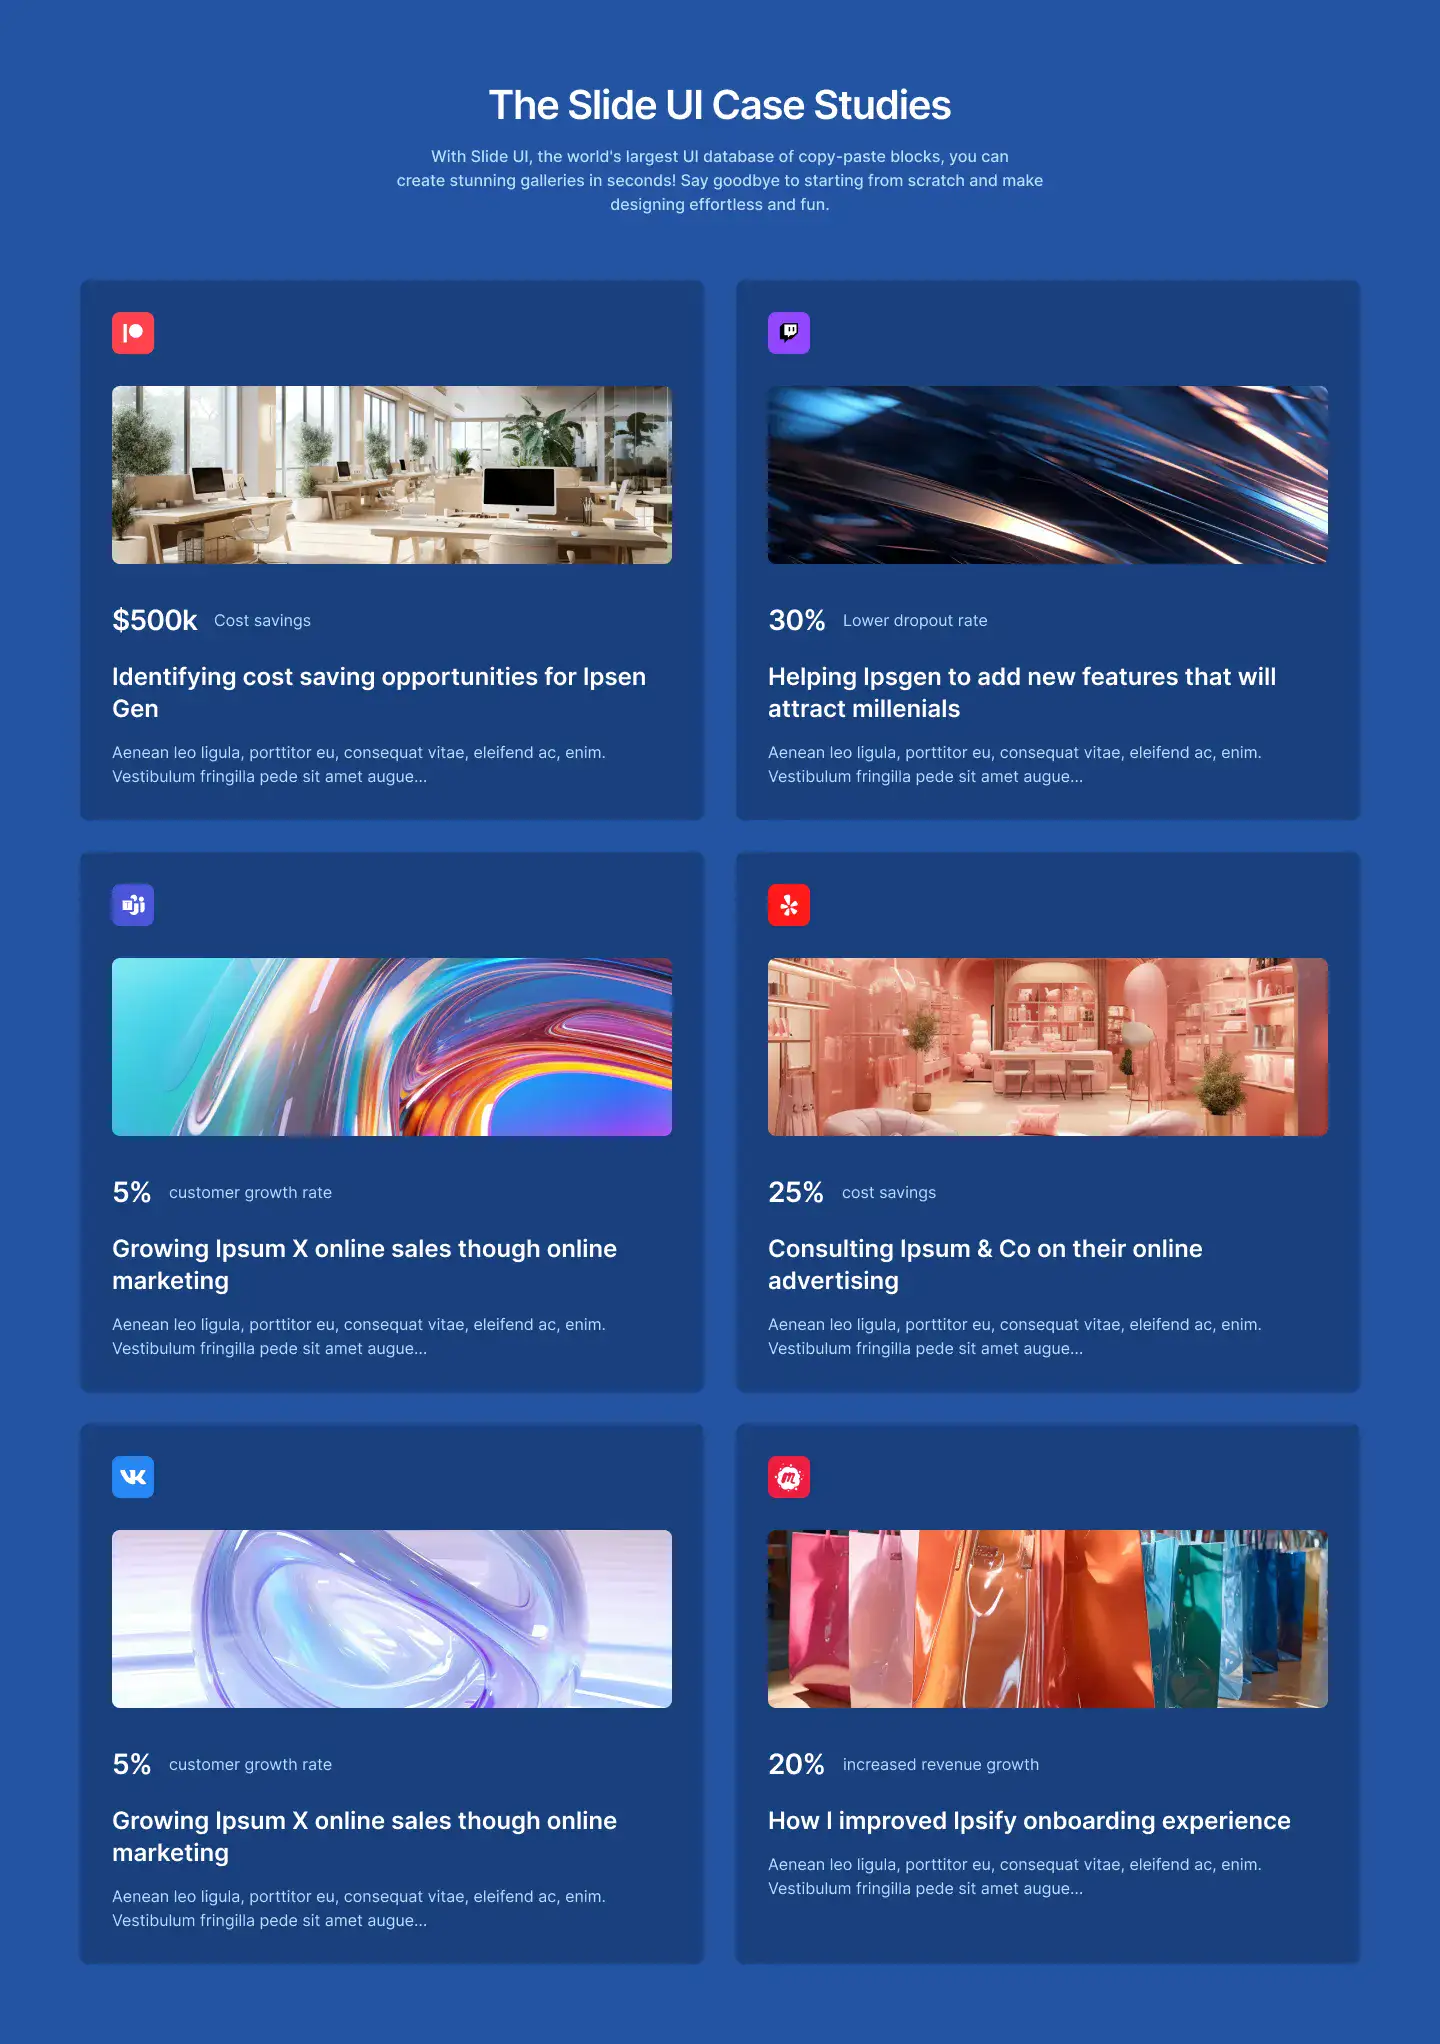 The Slide UI Case Studies
With Slide UI, the world's largest UI database of copy-paste blocks, you can
create stunning galleries in seconds! Say goodbye to starting from scratch and make
designing effortless and fun.
$500k Cost savings
Identifying cost saving opportunities for Ipsen
Gen
Aenean leo ligula, porttitor eu, consequat vitae, eleifend ac, enim.
Vestibulum fringilla pede sit amet augue...
30% Lower dropout rate
Helping Ipsgen to add new features that will
attract millenials
Aenean leo ligula, porttitor eu, consequat vitae, eleifend ac, enim.
Vestibulum fringilla pede sit amet augue...
5% customer growth rate
Growing Ipsum X online sales though online
marketing
Aenean leo ligula, porttitor eu, consequat vitae, eleifend ac, enim.
Vestibulum fringilla pede sit amet augue...
25% cost savings
Consulting Ipsum & Co on their online
advertising
Aenean leo ligula, porttitor eu, consequat vitae, eleifend ac, enim.
Vestibulum fringilla pede sit amet augue...
5% customer growth rate
Growing Ipsum X online sales though online
marketing
Aenean leo ligula, porttitor eu, consequat vitae, eleifend ac, enim.
Vestibulum fringilla pede sit amet augue...
20% increased revenue growth
How I improved Ipsify onboarding experience
Aenean leo ligula, porttitor eu, consequat vitae, eleifend ac, enim.
Vestibulum fringilla pede sit amet augue...